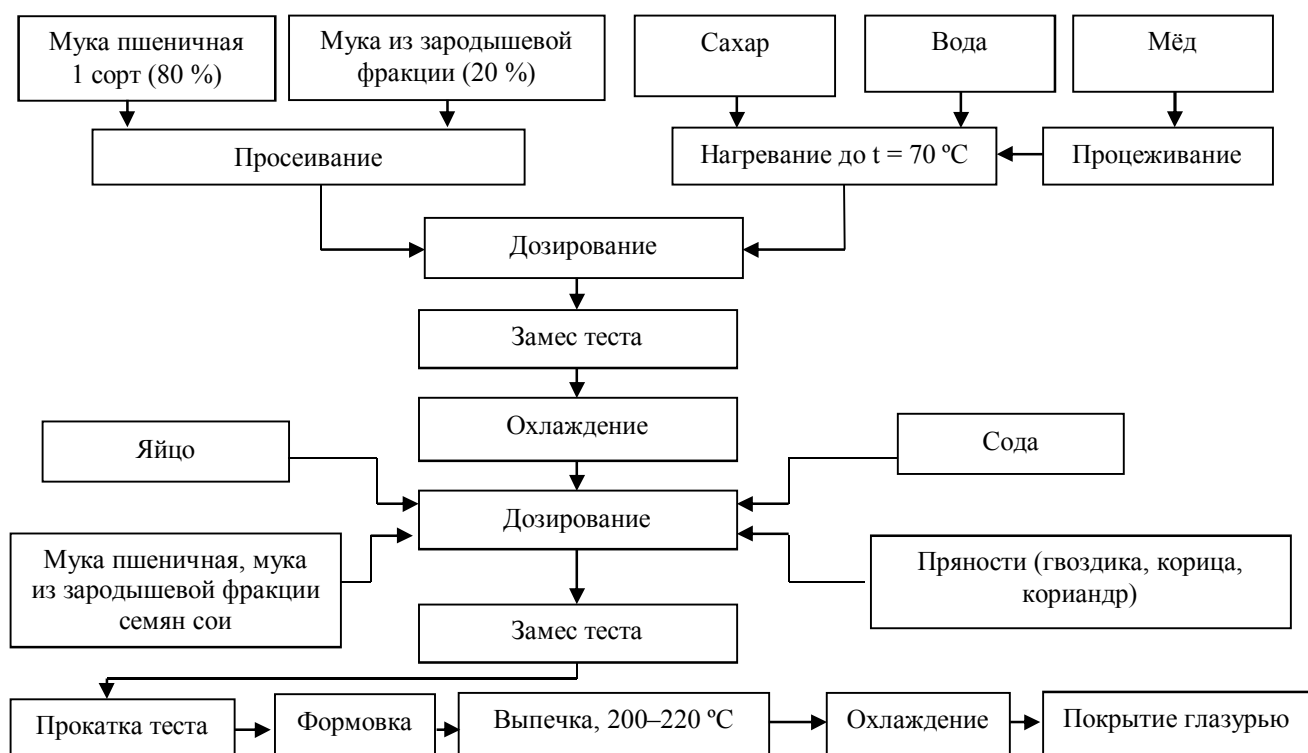 Мука пшеничная
1 сорт (80 %)
Мука из зародышевой
фракции (20 %)
Сахар
Вода
Мёд
Просеивание
Нагревание до t = 70 ºС
Процеживание
Дозирование
Замес теста
Охлаждение
Яйцо
Сода
Дозирование
Мука пшеничная, мука
из зародышевой фракции
семян сои
Пряности (гвоздика, корица,
кориандр)
Замес теста
Прокатка теста
Формовка
Выпечка, 200–220 ºС
Охлаждение
Покрытие глазурью